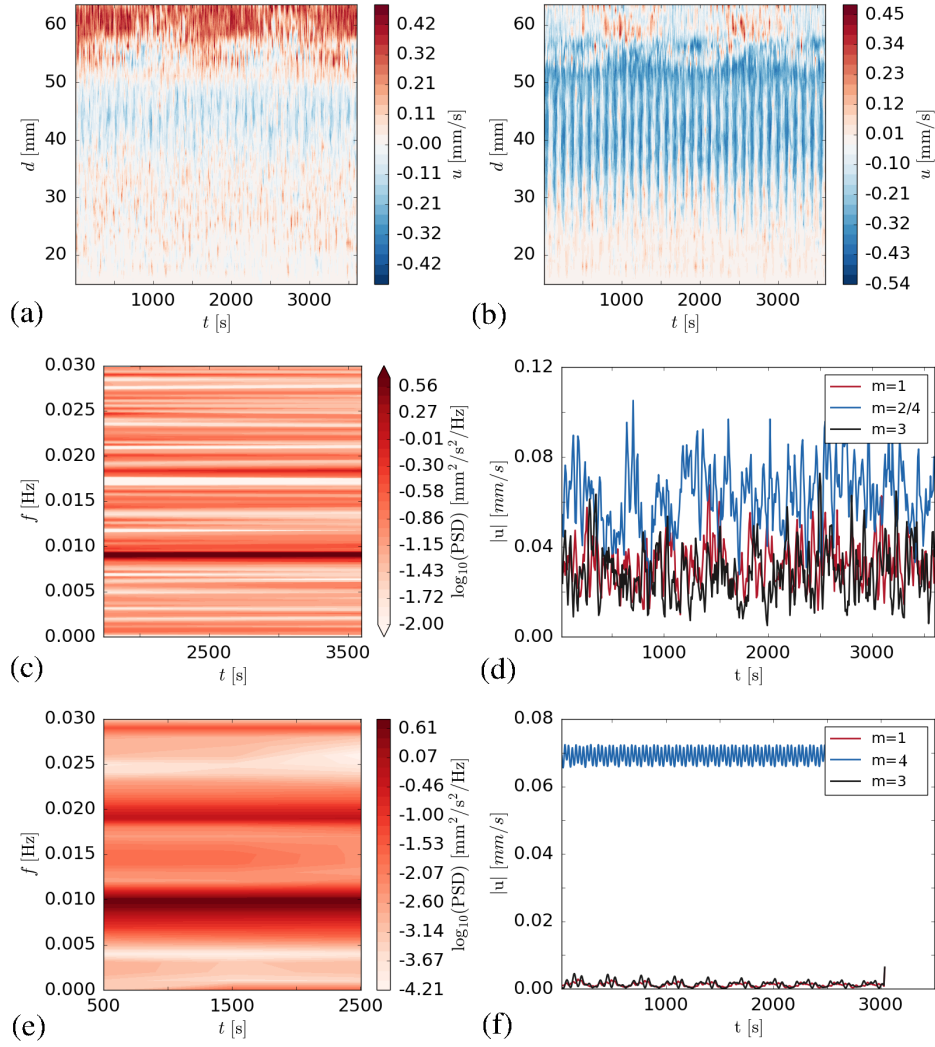 60
50
40
30
20
d [mm]
1000 2000 3000
t [s]
0.42
0.32
0.21
0.11
-0.00
-0.11
-0.21
-0.32
-0.42
u [mm/s]
(a)
60
50
40
30
20
d [mm]
1000 2000 3000
t [s]
0.45
0.34
0.23
0.12
0.01
-0.10
-0.21
-0.32
-0.43
-0.54
u [mm/s]
(b)
0.030
0.025
0.020
0.015
0.010
0.005
0.000
f [Hz]
2500 3500
t [s]
0.56
0.27
-0.01
-0.30
-0.58
-0.86
-1.15
-1.43
-1.72
-2.00
log10(PSD) [mm²/s²/Hz]
(c)
0.12
0.08
0.04
0.00
|u| [mm/s]
m=1
m=2/4
m=3
1000 2000 3000
t [s]
(d)
0.030
0.025
0.020
0.015
0.010
0.005
0.000
f [Hz]
500 1500 2500
t [s]
0.61
0.07
-0.46
-1.00
-1.53
-2.07
-2.60
-3.14
-3.67
-4.21
log10(PSD) [mm²/s²/Hz]
(e)
0.08
0.06
0.04
0.02
0.00
|u| [mm/s]
m=1
m=4
m=3
1000 2000 3000
t [s]
(f)